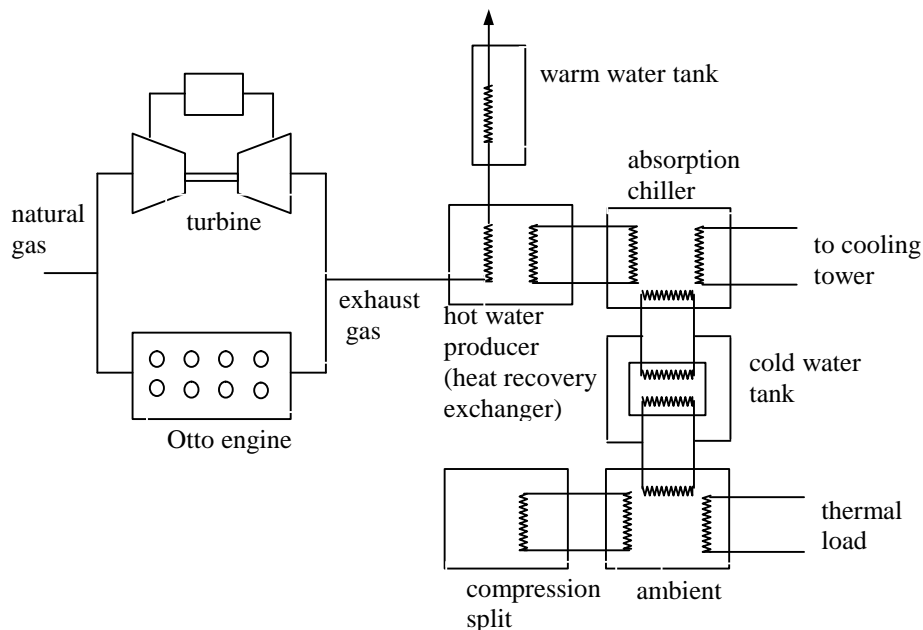 warm water tank
absorption
chiller
natural
gas
turbine
to cooling
tower
exhaust
gas
hot water
producer
(heat recovery
exchanger)
cold water
tank
Otto engine
thermal
load
compression
split
ambient